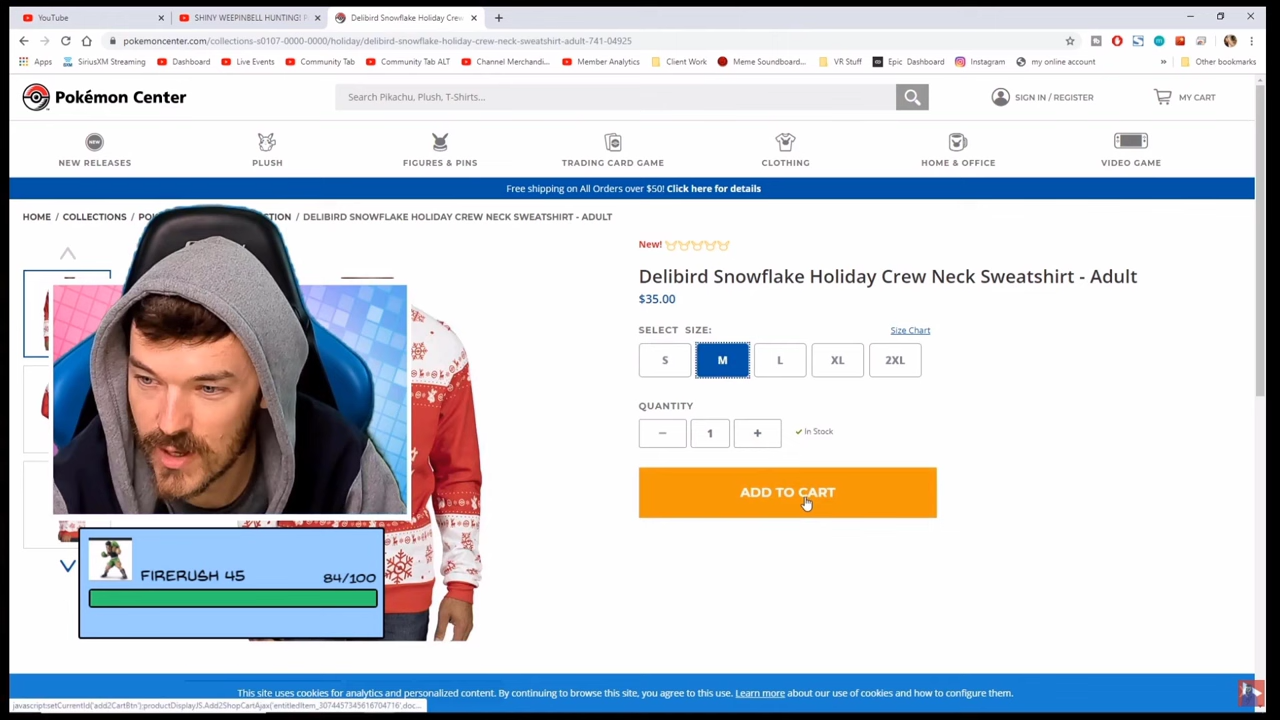 YouTube
SHINY WEEPINBELL HUNTING! P
Delibird Snowflake Holiday Crew
pokemoncenter.com/collections-s0107-0000-0000/holiday/delibird-snowflake-holiday-crew-neck-sweatshirt-adult-741-04925
Apps SiriusXM Streaming Dashboard Live Events Community Tab Community Tab ALT Channel Merchandi... Member Analytics Client Work Meme Soundboard... VR Stuff Epic Dashboard Instagram my online account » Other bookmarks
Pokémon Center
Search Pikachu, Plush, T-Shirts...
SIGN IN / REGISTER
MY CART
NEW RELEASES PLUSH FIGURES & PINS TRADING CARD GAME CLOTHING HOME & OFFICE VIDEO GAME
Free shipping on All Orders over $50! Click here for details
HOME / COLLECTIONS / PO CTION / DELIBIRD SNOWFLAKE HOLIDAY CREW NECK SWEATSHIRT - ADULT
New!
Delibird Snowflake Holiday Crew Neck Sweatshirt - Adult
$35.00
SELECT SIZE:
Size Chart
S M L XL 2XL
QUANTITY
− 1 +
In Stock
ADD TO CART
FIRERUSH 45 84/100
This site uses cookies for analytics and personalized content. By continuing to browse this site, you agree to this use. Learn more about our use of cookies and how to configure them.
javascript:setCurrentId('add2CartBtn');productDisplayJS.Add2ShopCartAjax('entitledItem_3074457345616704716',doc...